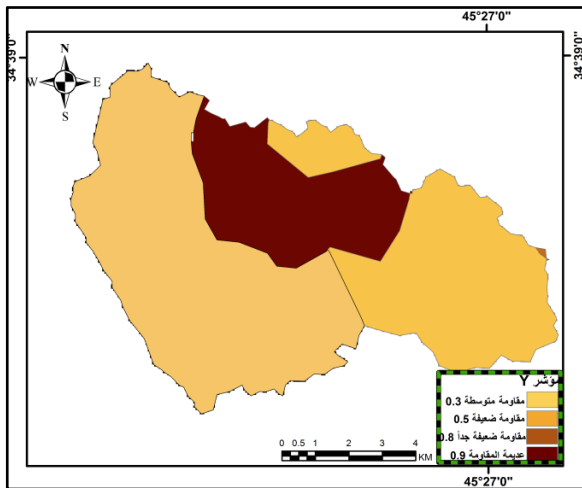 45°27'0"
34°39'0"
34°39'0"
N
W E
S
مؤشر Y
مقاومة متوسطة 0.3
مقاومة ضعيفة 0.5
مقاومة ضعيفة جداً 0.8
عديمة المقاومة 0.9
0 0.5 1 2 3 4
KM
45°27'0"